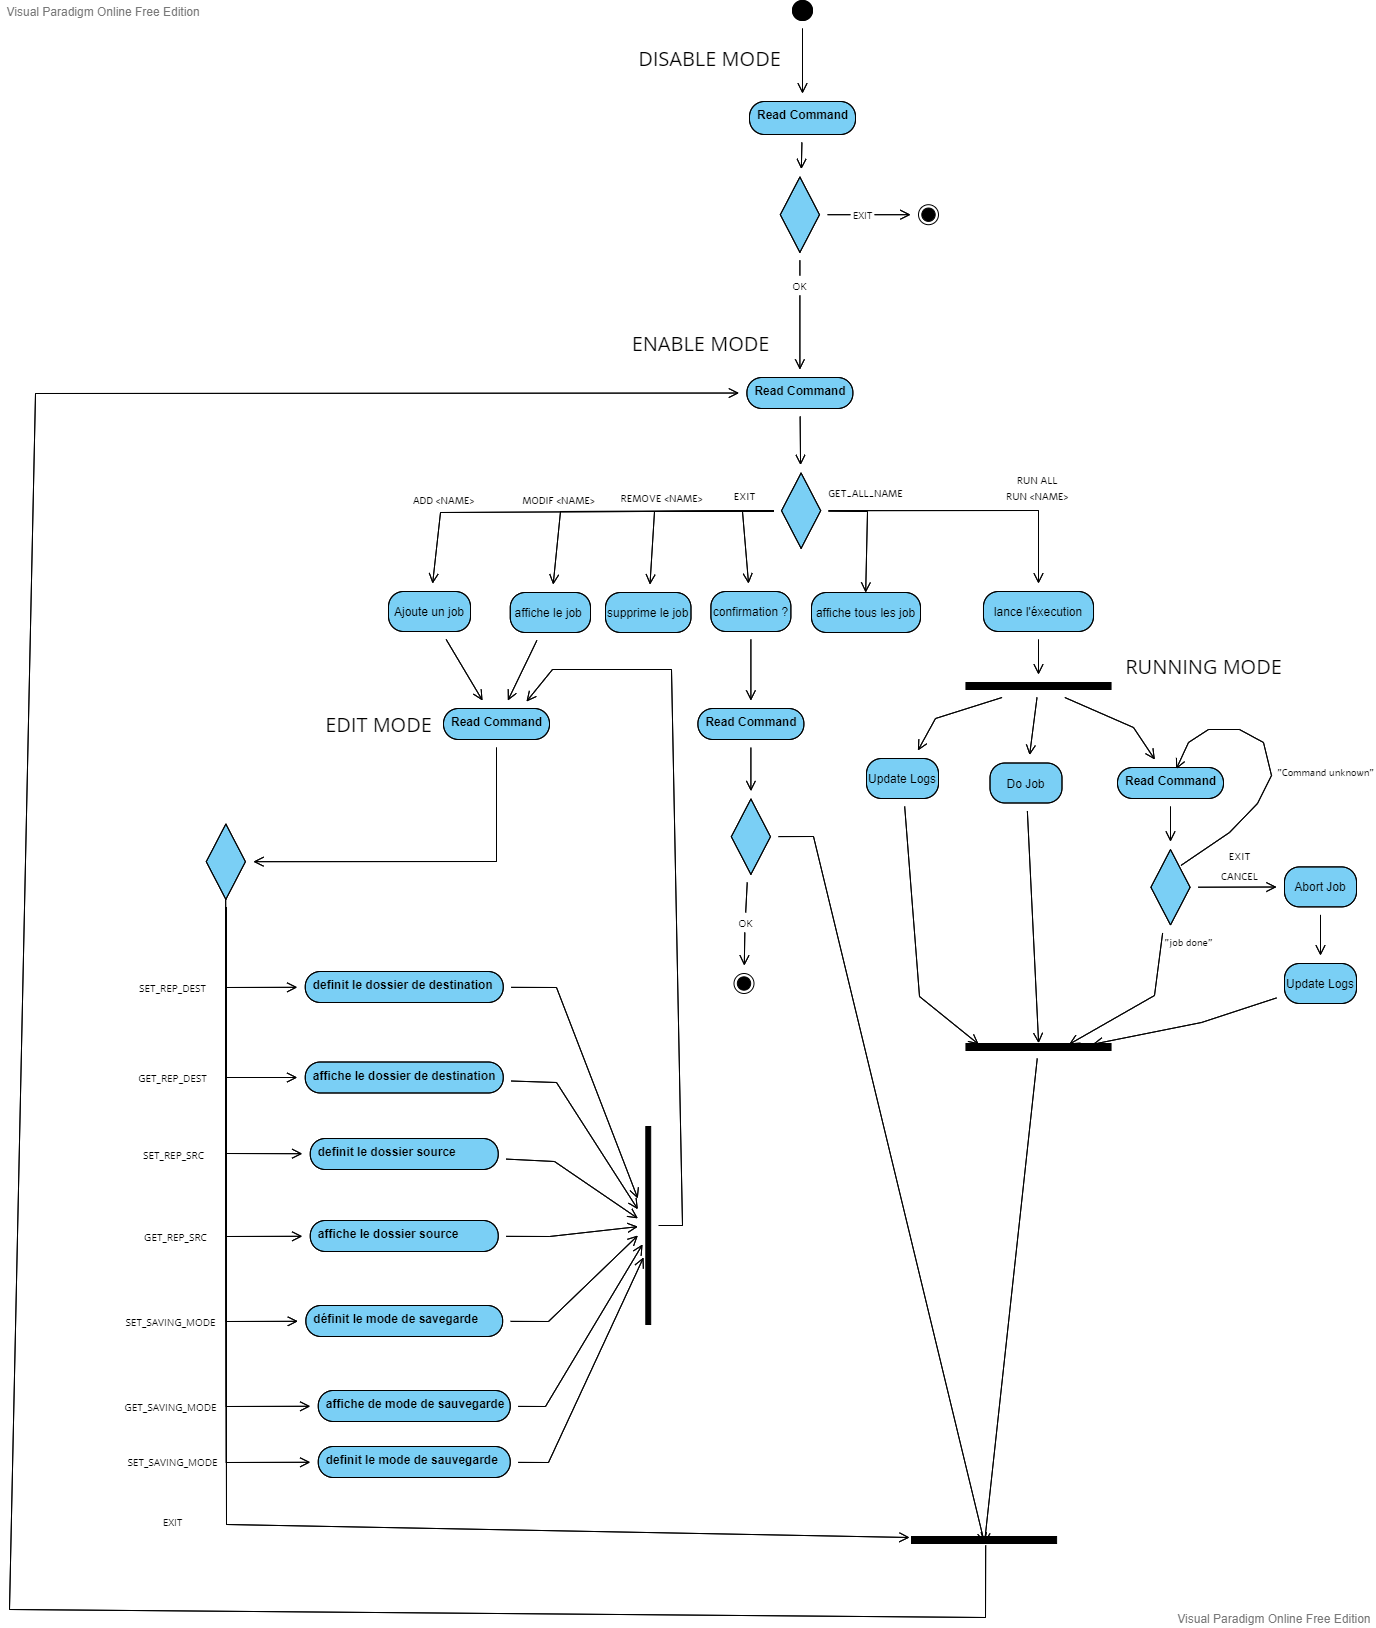 Visual Paradigm Online Free Edition
DISABLE MODE
Read Command
EXIT
OK
ENABLE MODE
Read Command
ADD <NAME>
MODIF <NAME>
REMOVE <NAME>
EXIT
GET_ALL_NAME
RUN ALL
RUN <NAME>
Ajoute un job
affiche le job
supprime le job
confirmation ?
affiche tous les job
lance l'éxecution
RUNNING MODE
EDIT MODE
Read Command
Read Command
Update Logs
Do Job
Read Command
"Command unknown"
EXIT
CANCEL
Abort Job
OK
"job done"
Update Logs
SET_REP_DEST
definit le dossier de destination
GET_REP_DEST
affiche le dossier de destination
SET_REP_SRC
definit le dossier source
GET_REP_SRC
affiche le dossier source
SET_SAVING_MODE
définit le mode de savegarde
GET_SAVING_MODE
affiche de mode de sauvegarde
SET_SAVING_MODE
definit le mode de sauvegarde
EXIT
Visual Paradigm Online Free Edition